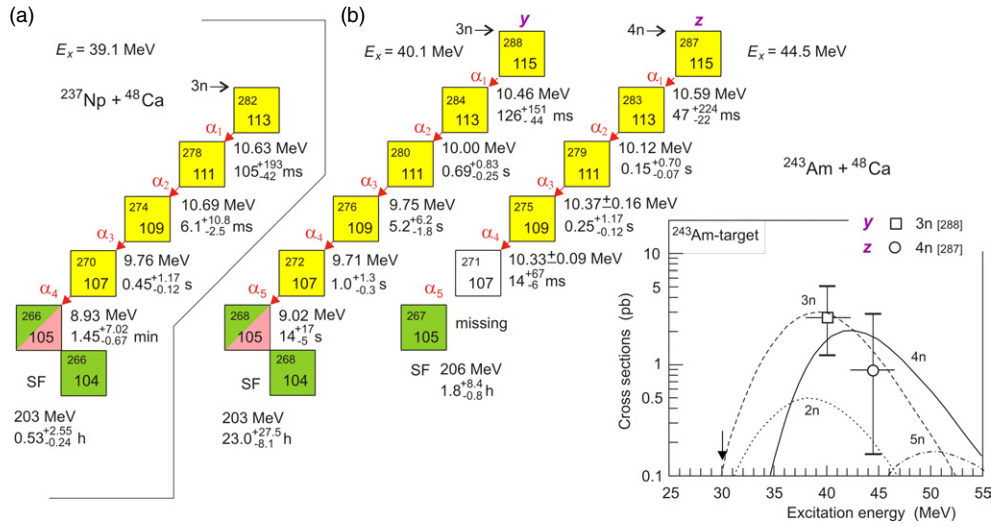 (a)
E_x = 39.1 MeV
²³⁷Np + ⁴⁸Ca
3n
282
113
α₁
10.63 MeV
105 +193 -42 ms
278
111
α₂
10.69 MeV
6.1 +10.8 -2.5 ms
274
109
α₃
9.76 MeV
0.45 +1.17 -0.12 s
270
107
α₄
8.93 MeV
1.45 +7.02 -0.67 min
266
105
266
104
SF
203 MeV
0.53 +2.55 -0.24 h
(b)
y
3n
E_x = 40.1 MeV
288
115
α₁
10.46 MeV
126 +151 -44 ms
284
113
α₂
10.00 MeV
0.69 +0.83 -0.25 s
280
111
α₃
9.75 MeV
5.2 +6.2 -1.8 s
276
109
α₄
9.71 MeV
1.0 +1.3 -0.3 s
272
107
α₅
9.02 MeV
14 +17 -5 s
268
105
268
104
SF
203 MeV
23.0 +27.5 -8.1 h
z
4n
E_x = 44.5 MeV
287
115
α₁
10.59 MeV
47 +224 -22 ms
283
113
α₂
10.12 MeV
0.15 +0.70 -0.07 s
279
111
α₃
10.37±0.16 MeV
0.25 +1.17 -0.12 s
275
109
α₄
10.33±0.09 MeV
14 +67 -6 ms
271
107
α₅
missing
267
105
SF
206 MeV
1.8 +8.4 -0.8 h
²⁴³Am + ⁴⁸Ca
y 3n [288]
z 4n [287]
²⁴³Am-target
Cross sections (pb)
10
5
1
0.5
0.1
3n
4n
2n
5n
25 30 35 40 45 50 55
Excitation energy (MeV)